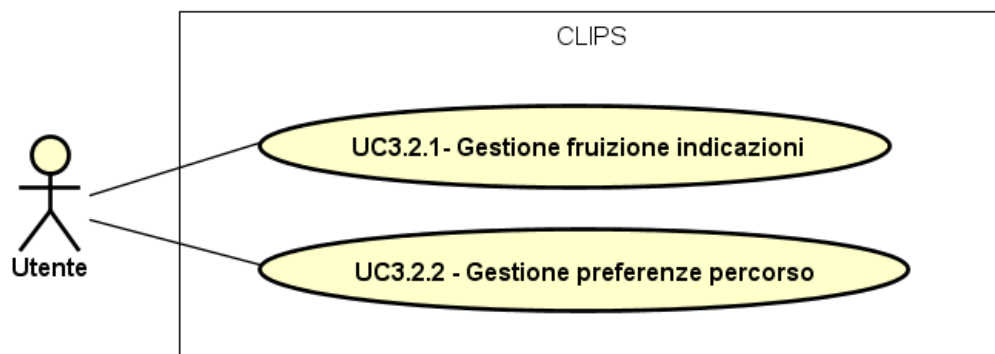 CLIPS
UC3.2.1- Gestione fruizione indicazioni
Utente
UC3.2.2 - Gestione preferenze percorso